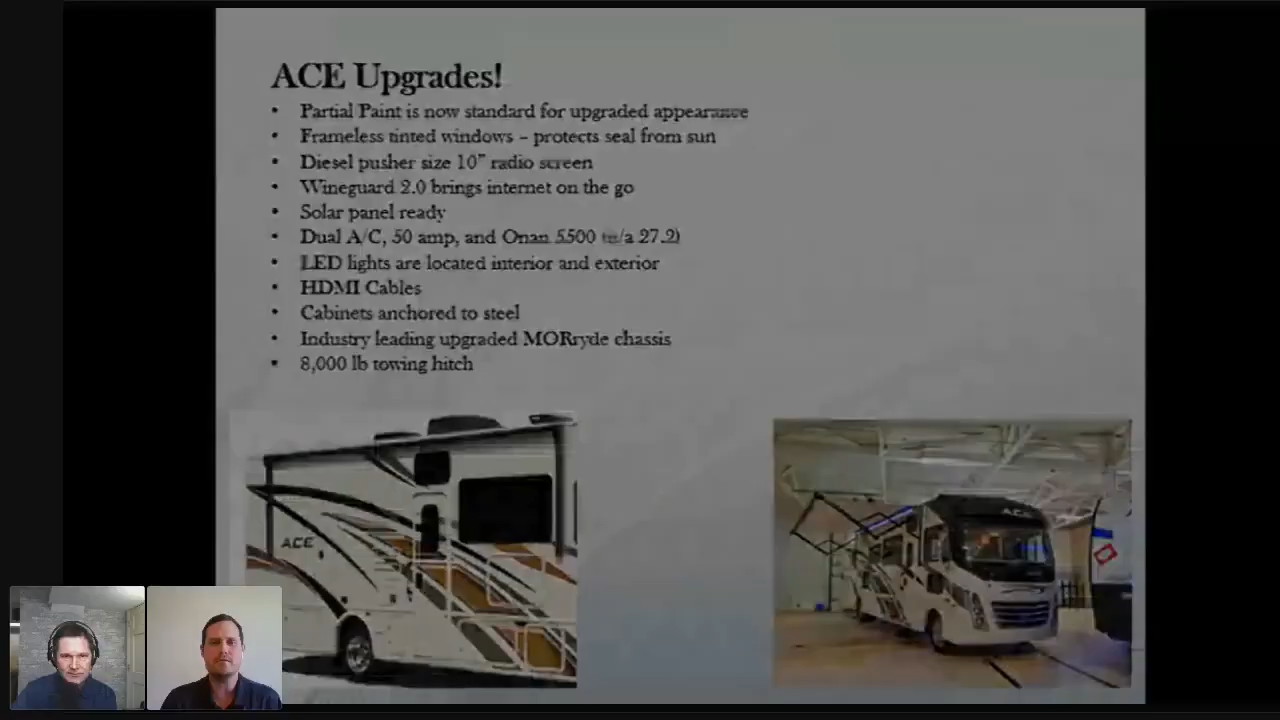 ACE Upgrades!
• Partial Paint is now standard for upgraded appearance
• Frameless tinted windows – protects seal from sun
• Diesel pusher size 10" radio screen
• Wineguard 2.0 brings internet on the go
• Solar panel ready
• Dual A/C, 50 amp, and Onan 5500 (n/a 27.2)
• LED lights are located interior and exterior
• HDMI Cables
• Cabinets anchored to steel
• Industry leading upgraded MORryde chassis
• 8,000 lb towing hitch
ACE
ACE